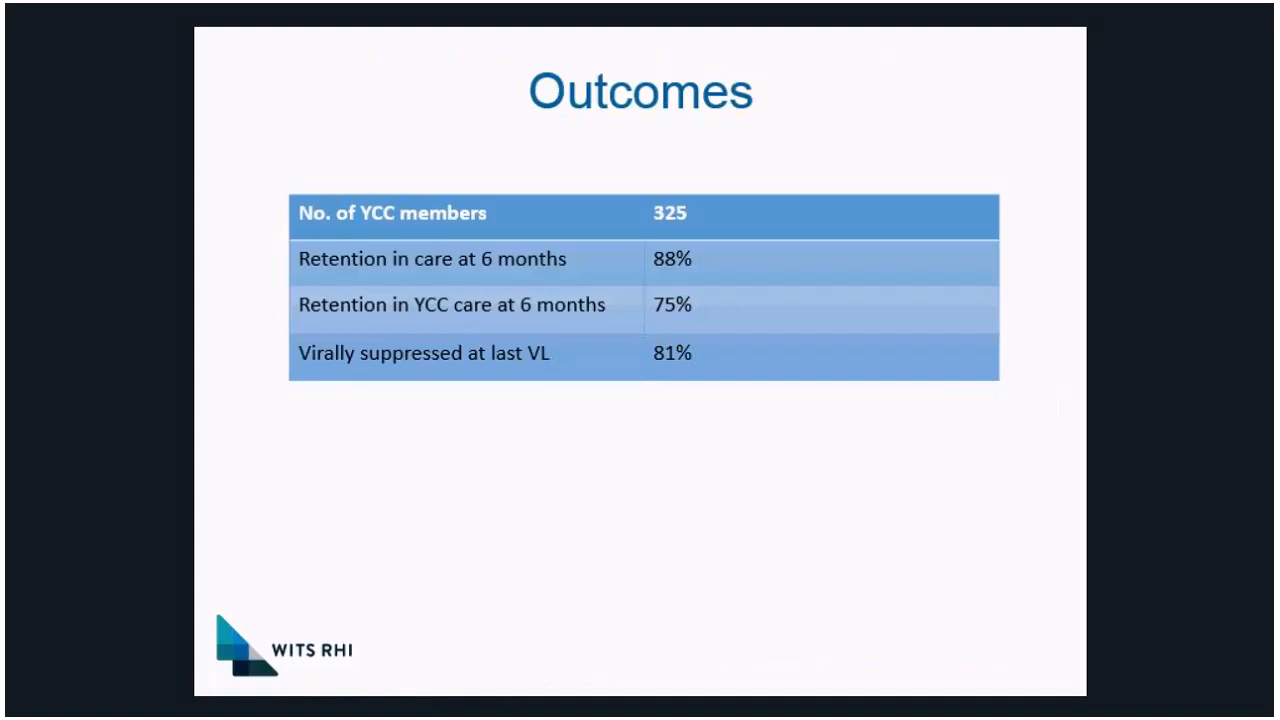 Outcomes
No. of YCC members 325
Retention in care at 6 months 88%
Retention in YCC care at 6 months 75%
Virally suppressed at last VL 81%
WITS RHI